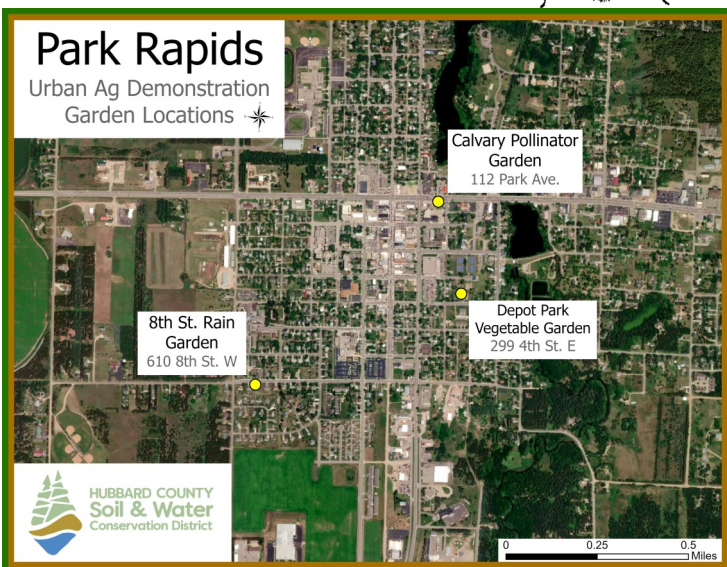 Park Rapids
Urban Ag Demonstration
Garden Locations
Calvary Pollinator
Garden
112 Park Ave.
Depot Park
Vegetable Garden
299 4th St. E
8th St. Rain
Garden
610 8th St. W
HUBBARD COUNTY
Soil & Water
Conservation District
0 0.25 0.5
Miles